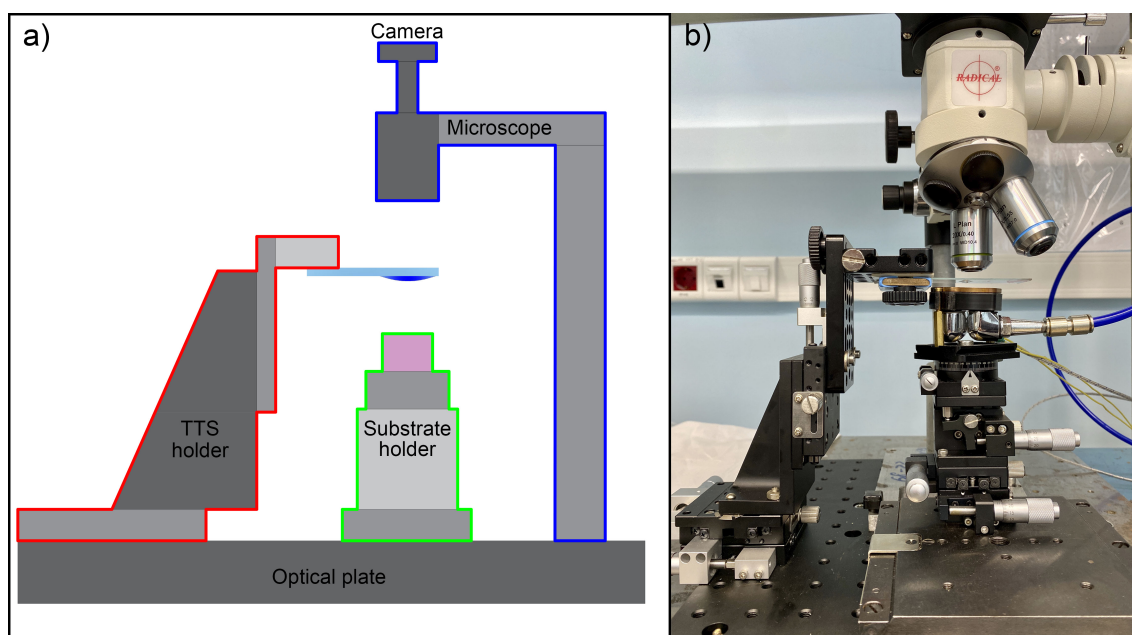 a)
Camera
Microscope
TTS
holder
Substrate
holder
Optical plate
b)
RADICAL
®
Plan